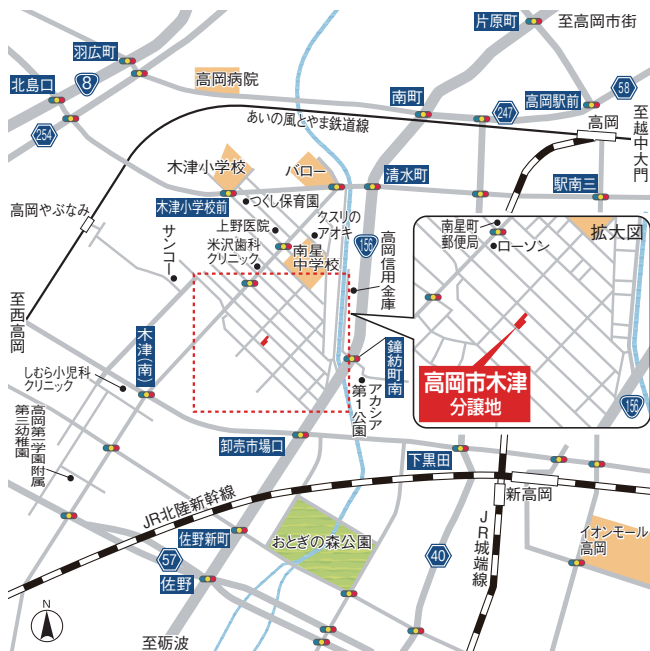 片原町
至高岡市街
羽広町
北島口
8
高岡病院
南町
247
高岡駅前
58
254
あいの風とやま鉄道線
高岡
至越中大門
木津小学校
バロー
清水町
駅南三
木津小学校前
つくし保育園
高岡やぶなみ
サンコー
上野医院
クスリの
アオキ
米沢歯科
クリニック
南星
中学校
156
高岡信用金庫
南星町
郵便局
ローソン
拡大図
至西高岡
木津(南)
鐘紡町南
高岡市木津
分譲地
156
しむら小児科
クリニック
アカシア
第1公園
高岡第一学園附属
第三幼稚園
卸売市場口
下黒田
JR北陸新幹線
新高岡
佐野新町
おとぎの森公園
JR城端線
イオンモール
高岡
57
佐野
40
N
至砺波